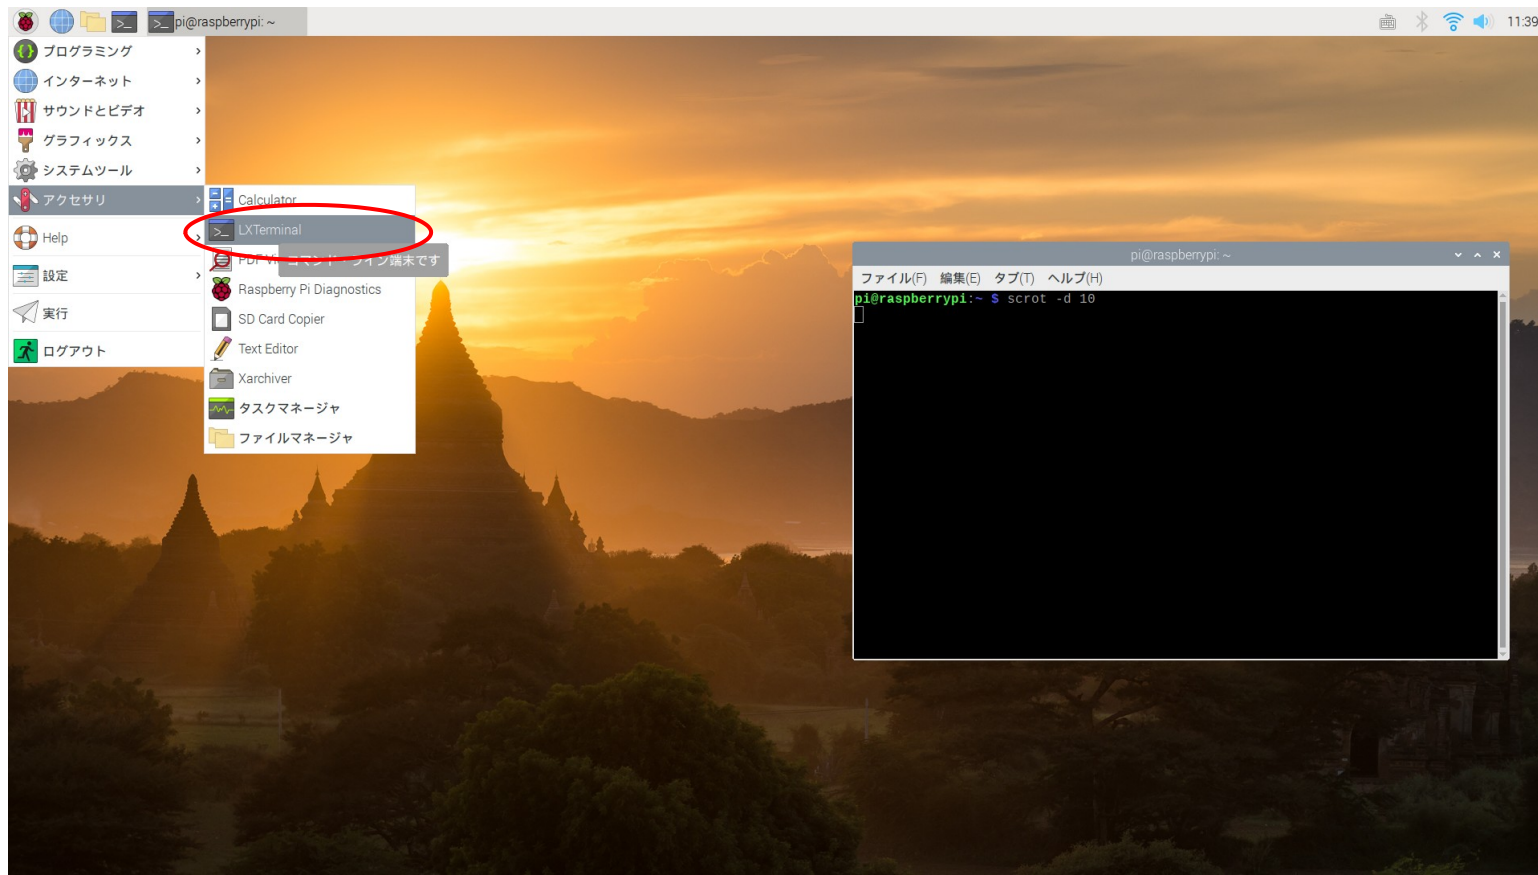 pi@raspberrypi: ~
11:39
プログラミング
インターネット
サウンドとビデオ
グラフィックス
システムツール
アクセサリ
Help
設定
実行
ログアウト
Calculator
LXTerminal
コマンド・ライン端末です
Raspberry Pi Diagnostics
SD Card Copier
Text Editor
Xarchiver
タスクマネージャ
ファイルマネージャ
pi@raspberrypi: ~
ファイル(F) 編集(E) タブ(T) ヘルプ(H)
pi@raspberrypi:~ $ scrot -d 10